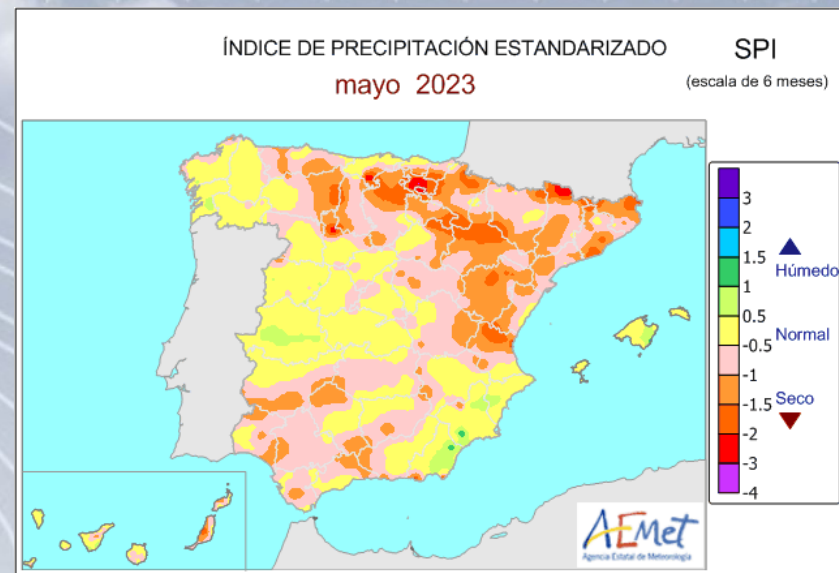 ÍNDICE DE PRECIPITACIÓN ESTANDARIZADO
SPI
mayo 2023
(escala de 6 meses)
3
2
1.5
1
0.5
-0.5
-1
-1.5
-2
-3
-4
Húmedo
Normal
Seco
AEMet
Agencia Estatal de Meteorología